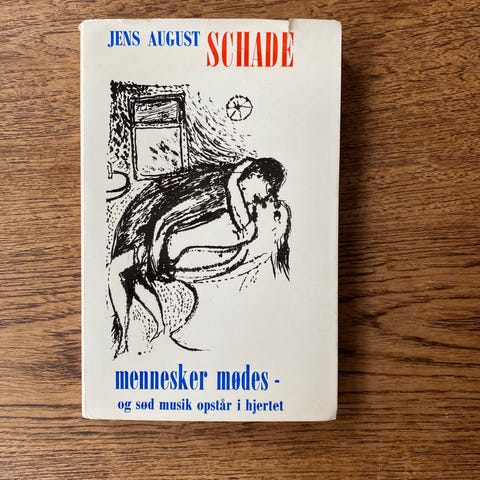 JENS AUGUST SCHADE
mennesker mødes -
og sød musik opstår i hjertet